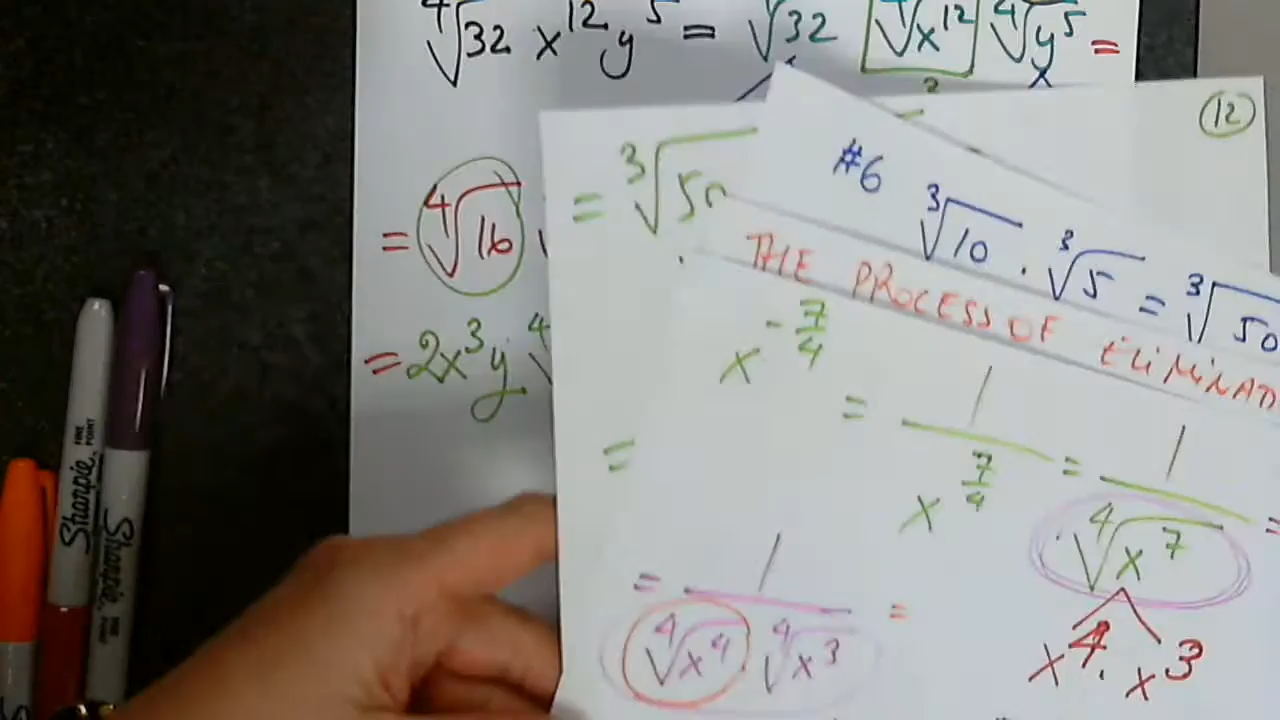 ⁴√32 x¹² y⁵ = √32 ⁴√x¹² ⁴√y⁵ =
12
#6
³√10 · ³√5 = ³√50
= ³√50
THE PROCESS OF ELIMINAT
= ⁴√16
= 2x³y ⁴√
x^(-7/4)
= 1/x^(7/4) = 1/⁴√x⁷ =
x⁴ · x³
=
= 1/(⁴√x⁴ ⁴√x³) =
Sharpie
FINE POINT
Sharpie